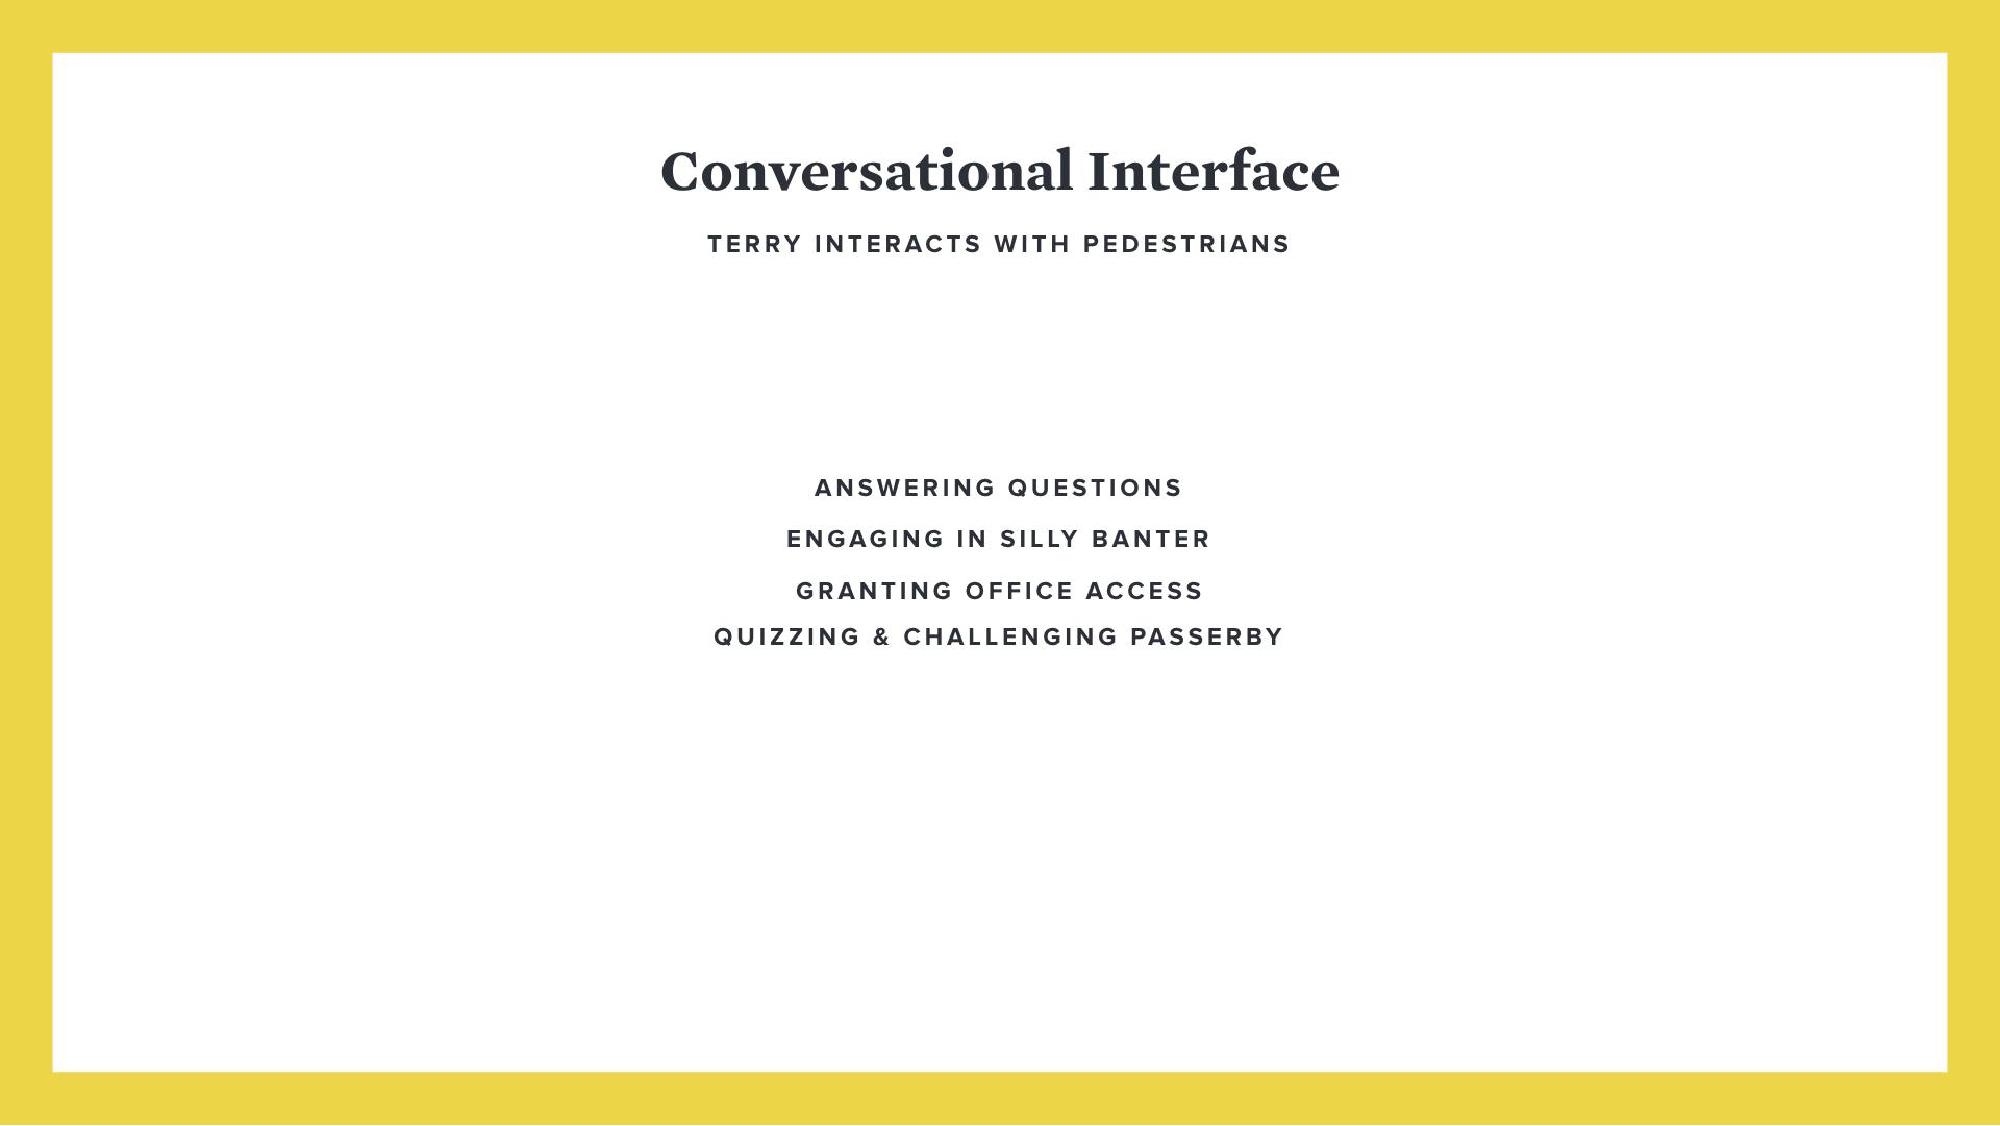 Conversational Interface
TERRY INTERACTS WITH PEDESTRIANS
ANSWERING QUESTIONS
ENGAGING IN SILLY BANTER
GRANTING OFFICE ACCESS
QUIZZING & CHALLENGING PASSERBY